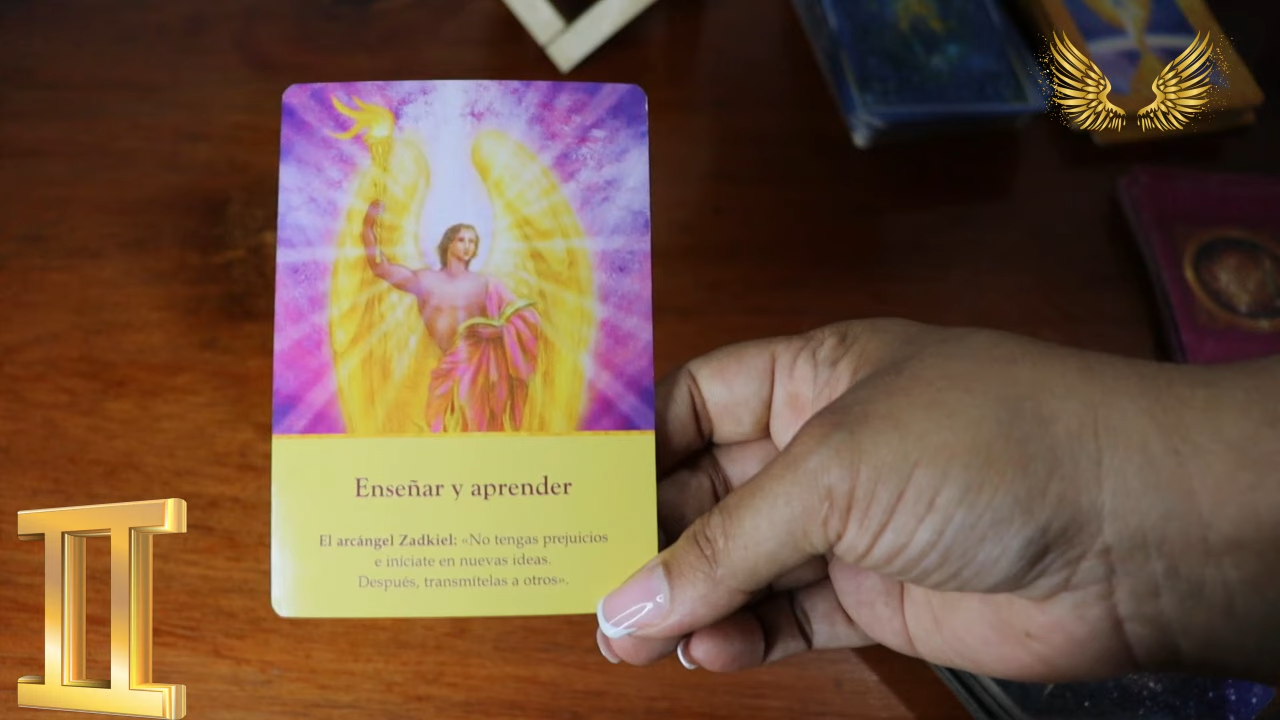 Enseñar y aprender
El arcángel Zadkiel: «No tengas prejuicios
e iníciate en nuevas ideas.
Después, transmítelas a otros».